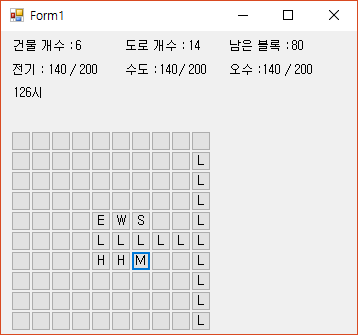 Form1
건물 개수 : 6 도로 개수 : 14 남은 블록 : 80
전기 : 140 / 200 수도 : 140 / 200 오수 : 140 / 200
126시
L
L
L
E W S L
L L L L L L
H H M L
L
L
L